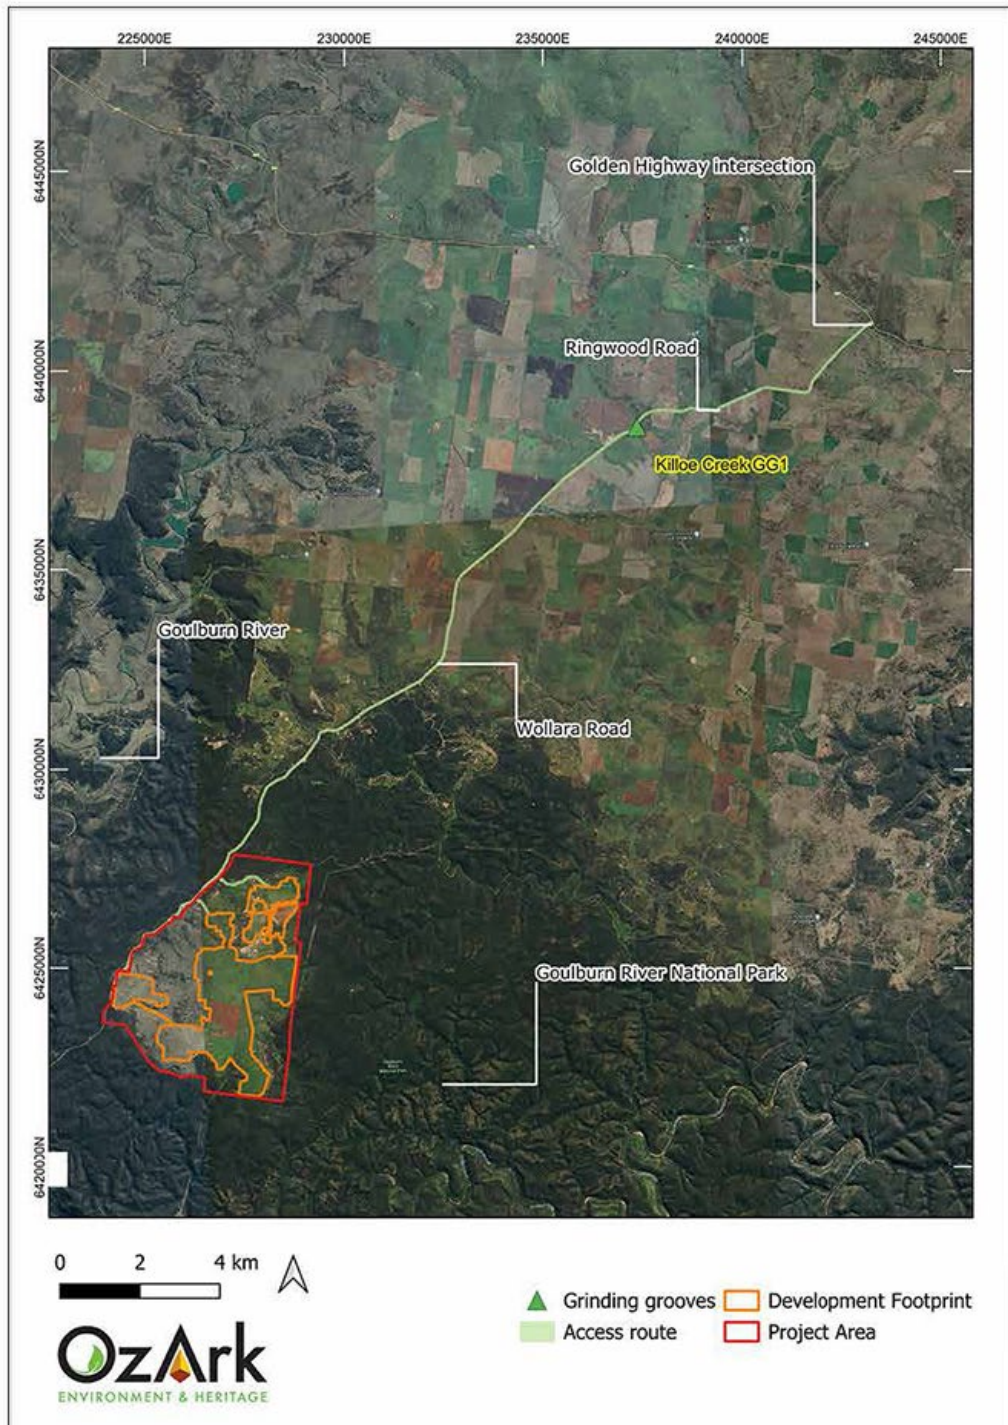 225000E 230000E 235000E 240000E 245000E
6445000N
Golden Highway intersection
Ringwood Road
6440000N
Killoe Creek GG1
6435000N
Goulburn River
Wollara Road
6430000N
6425000N
Goulburn River National Park
6420000N
0 2 4 km
Grinding grooves Development Footprint
Access route Project Area
OzArk
ENVIRONMENT & HERITAGE